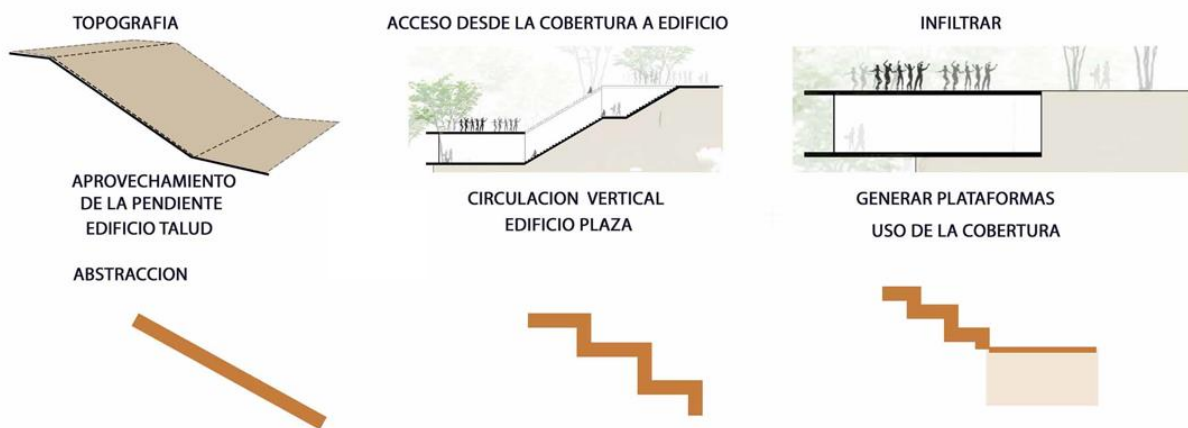 TOPOGRAFIA
ACCESO DESDE LA COBERTURA A EDIFICIO
INFILTRAR
APROVECHAMIENTO
DE LA PENDIENTE
EDIFICIO TALUD
CIRCULACION VERTICAL
EDIFICIO PLAZA
GENERAR PLATAFORMAS
USO DE LA COBERTURA
ABSTRACCION